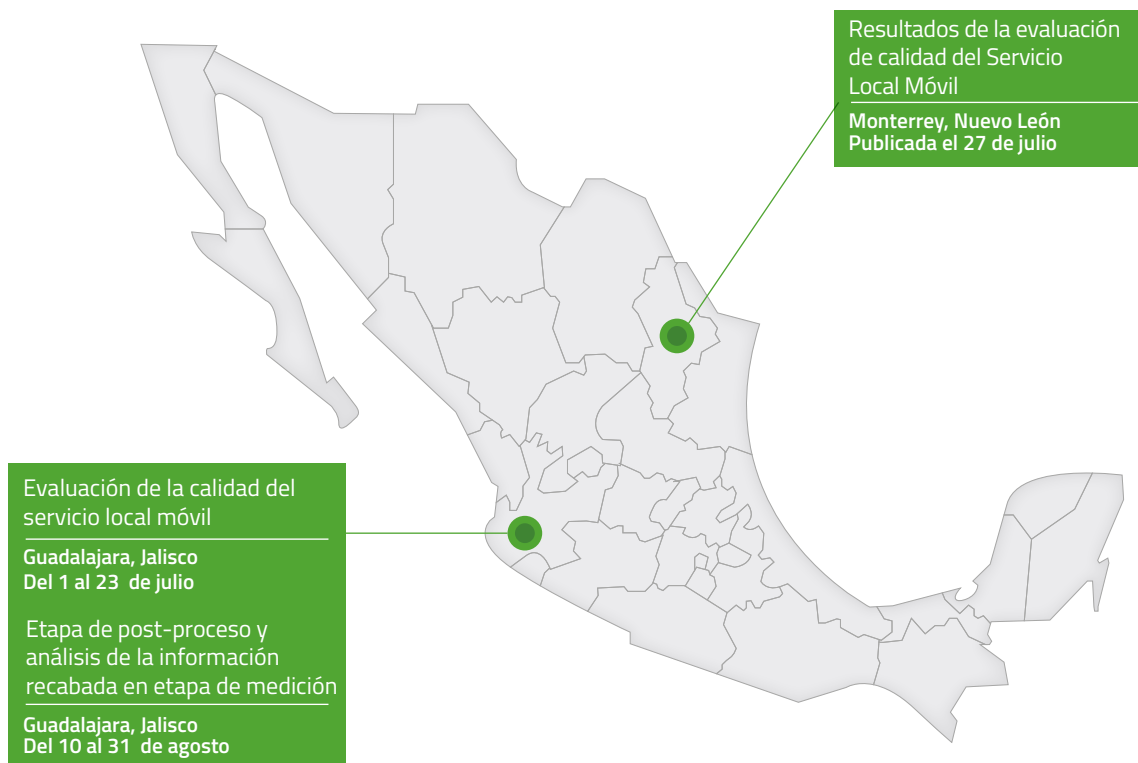 Resultados de la evaluación
de calidad del Servicio
Local Móvil
Monterrey, Nuevo León
Publicada el 27 de julio
Evaluación de la calidad del
servicio local móvil
Guadalajara, Jalisco
Del 1 al 23 de julio
Etapa de post-proceso y
análisis de la información
recabada en etapa de medición
Guadalajara, Jalisco
Del 10 al 31 de agosto